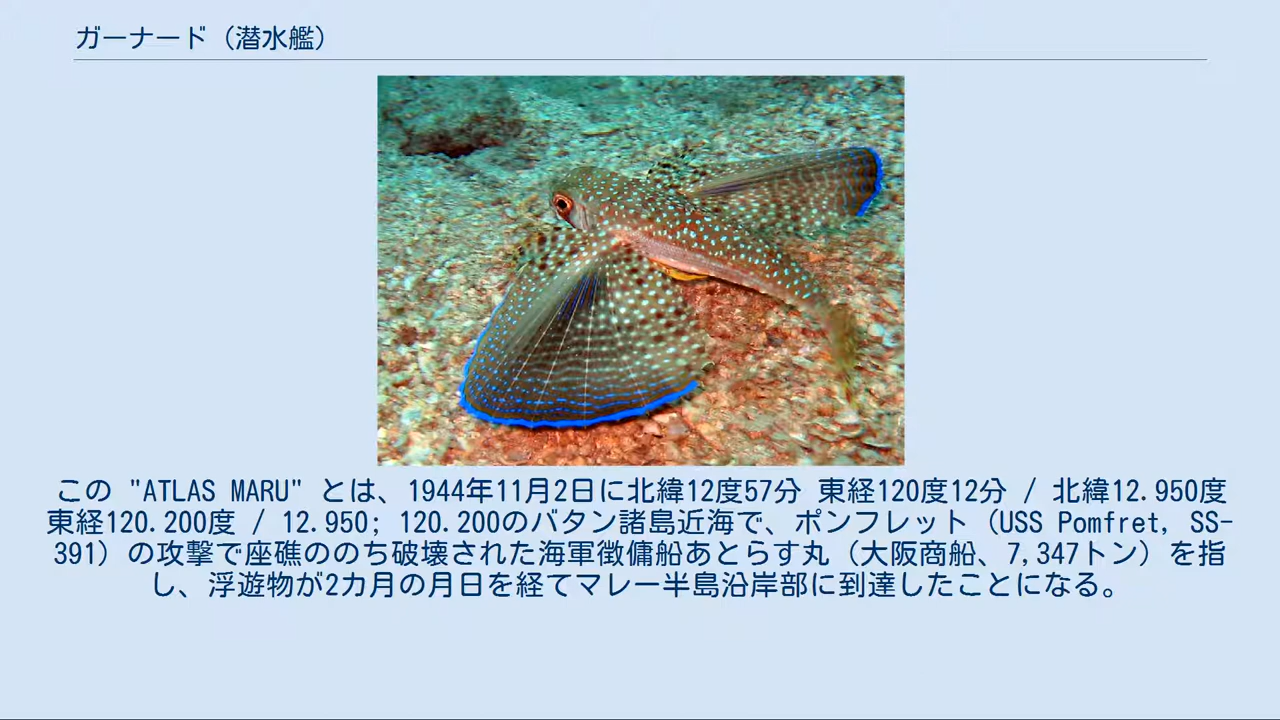 ガーナード（潜水艦）
この "ATLAS MARU" とは、1944年11月2日に北緯12度57分 東経120度12分 / 北緯12.950度
東経120.200度 / 12.950; 120.200のバタン諸島近海で、ポンフレット（USS Pomfret, SS-
391）の攻撃で座礁ののち破壊された海軍徴傭船あとらす丸（大阪商船、7,347トン）を指
し、浮遊物が2カ月の月日を経てマレー半島沿岸部に到達したことになる。